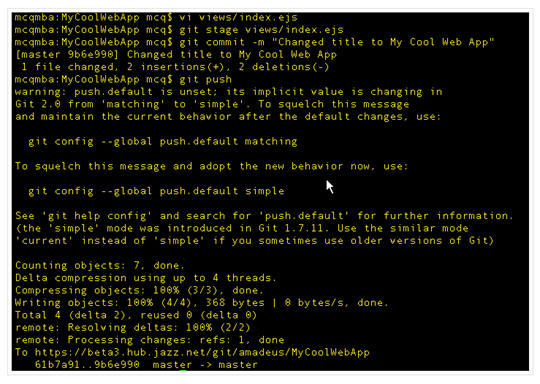 mcqmba:MyCoolWebApp mcq$ vi views/index.ejs
mcqmba:MyCoolWebApp mcq$ git stage views/index.ejs
mcqmba:MyCoolWebApp mcq$ git commit -m "Changed title to My Cool Web App"
[master 9b6e990] Changed title to My Cool Web App
 1 file changed, 2 insertions(+), 2 deletions(-)
mcqmba:MyCoolWebApp mcq$ git push
warning: push.default is unset; its implicit value is changing in
Git 2.0 from 'matching' to 'simple'. To squelch this message
and maintain the current behavior after the default changes, use:

  git config --global push.default matching

To squelch this message and adopt the new behavior now, use:

  git config --global push.default simple

See 'git help config' and search for 'push.default' for further information.
(the 'simple' mode was introduced in Git 1.7.11. Use the similar mode
'current' instead of 'simple' if you sometimes use older versions of Git)

Counting objects: 7, done.
Delta compression using up to 4 threads.
Compressing objects: 100% (3/3), done.
Writing objects: 100% (4/4), 368 bytes | 0 bytes/s, done.
Total 4 (delta 2), reused 0 (delta 0)
remote: Resolving deltas: 100% (2/2)
remote: Processing changes: refs: 1, done
To https://beta3.hub.jazz.net/git/amadeus/MyCoolWebApp
   61b7a91..9b6e990  master -> master